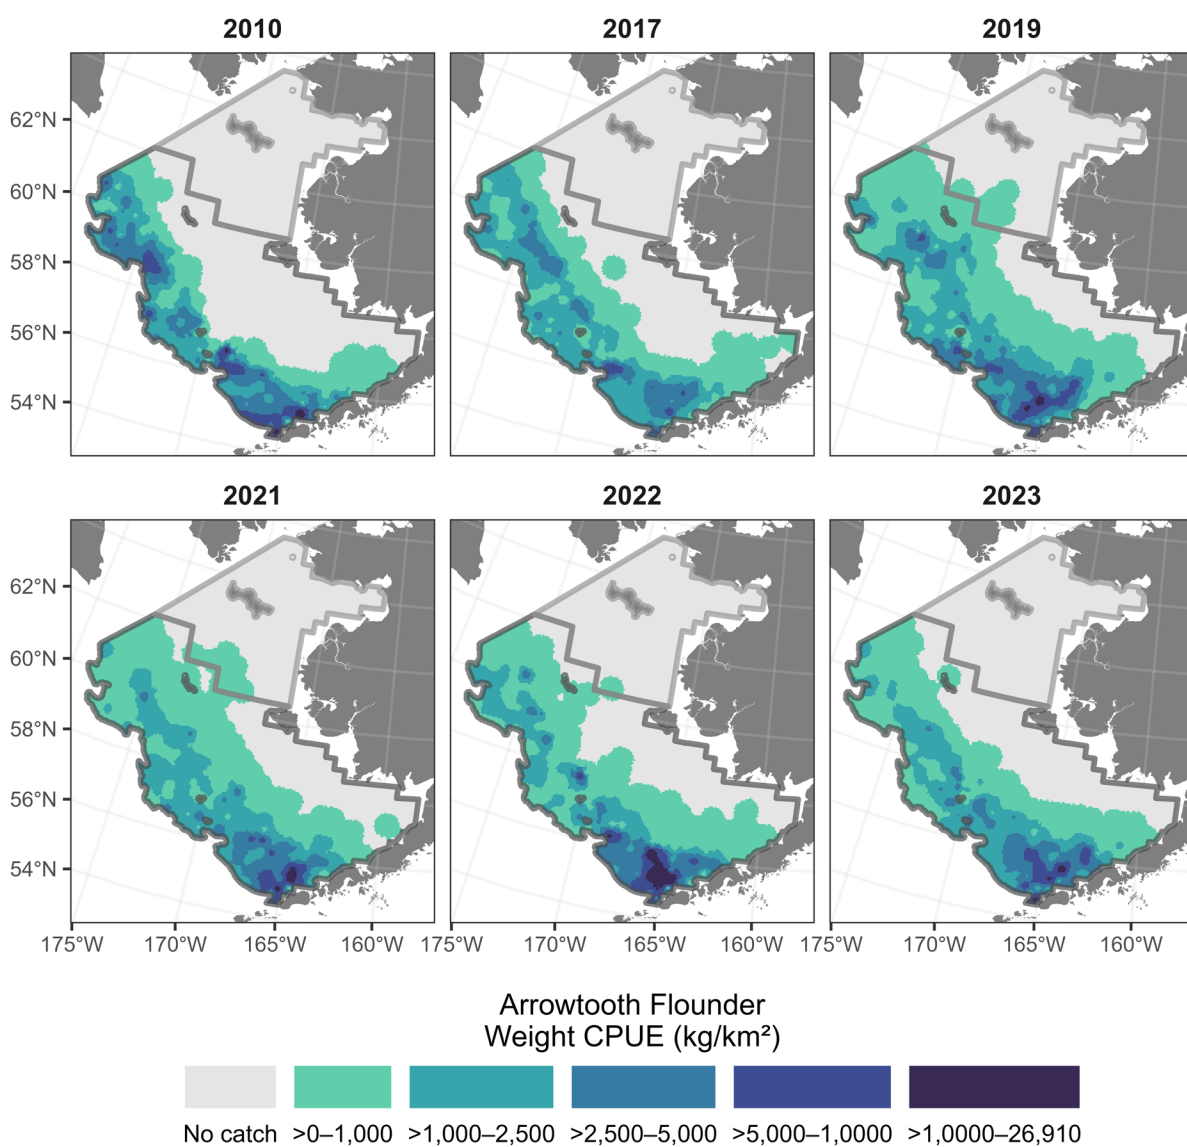 2010 2017 2019
62°N
60°N
58°N
56°N
54°N
2021 2022 2023
62°N
60°N
58°N
56°N
54°N
175°W 170°W 165°W 160°W 175°W 170°W 165°W 160°W 175°W 170°W 165°W 160°W
Arrowtooth Flounder
Weight CPUE (kg/km²)
No catch >0–1,000 >1,000–2,500 >2,500–5,000 >5,000–1,0000 >1,0000–26,910